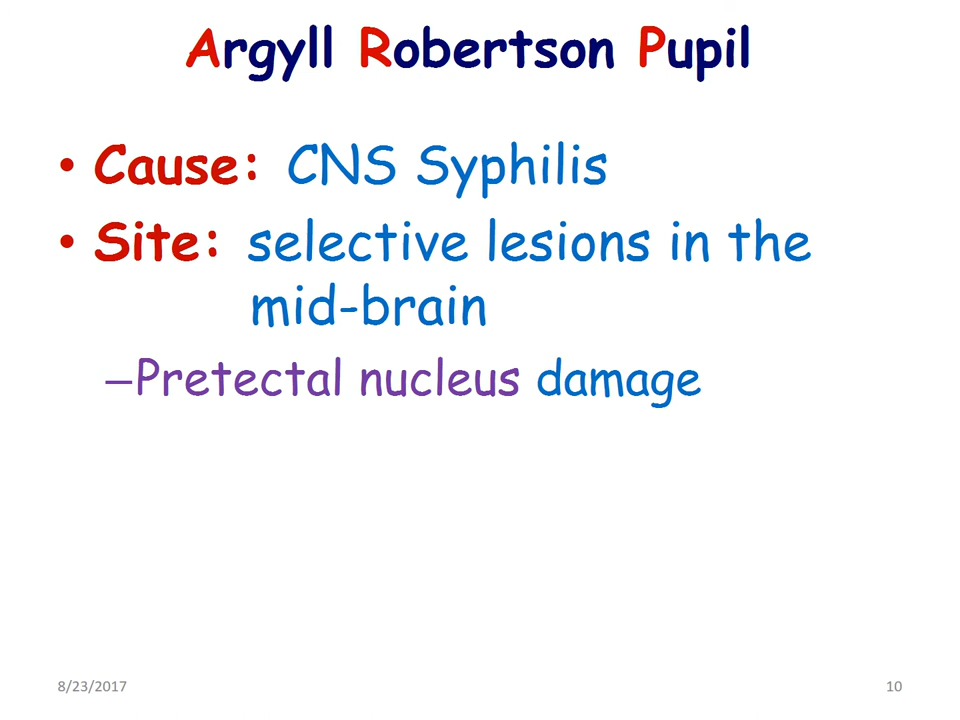 Argyll Robertson Pupil
• Cause: CNS Syphilis
• Site: selective lesions in the
mid-brain
–Pretectal nucleus damage
8/23/2017
10